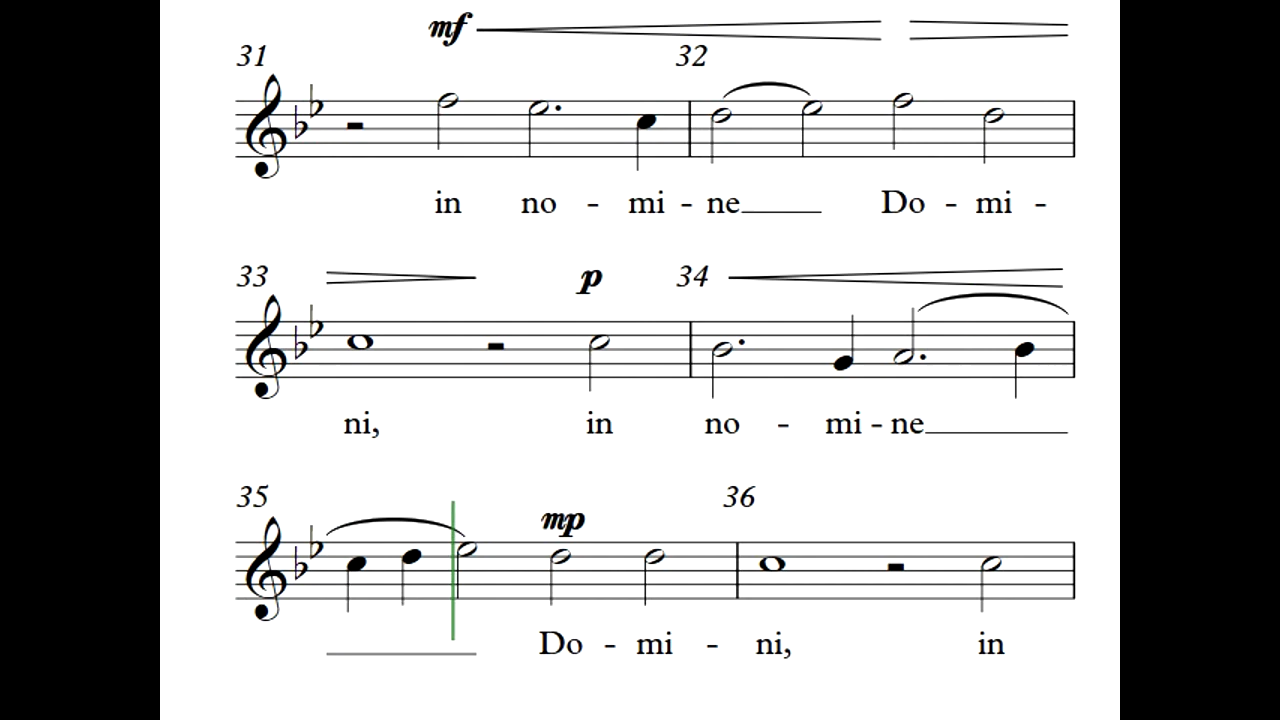 mf
31 32
in no - mi - ne Do - mi -
33 p 34
ni, in no - mi - ne
35 mp 36
Do - mi - ni, in